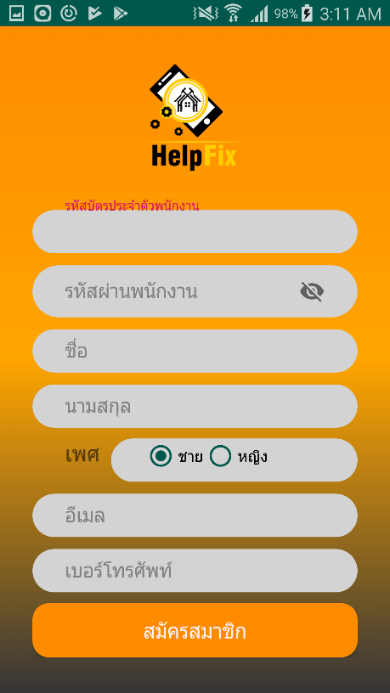 98% 3:11 AM
HelpFix
รหัสบัตรประจำตัวพนักงาน
รหัสผ่านพนักงาน
ชื่อ
นามสกุล
เพศ ชาย หญิง
อีเมล
เบอร์โทรศัพท์
สมัครสมาชิก